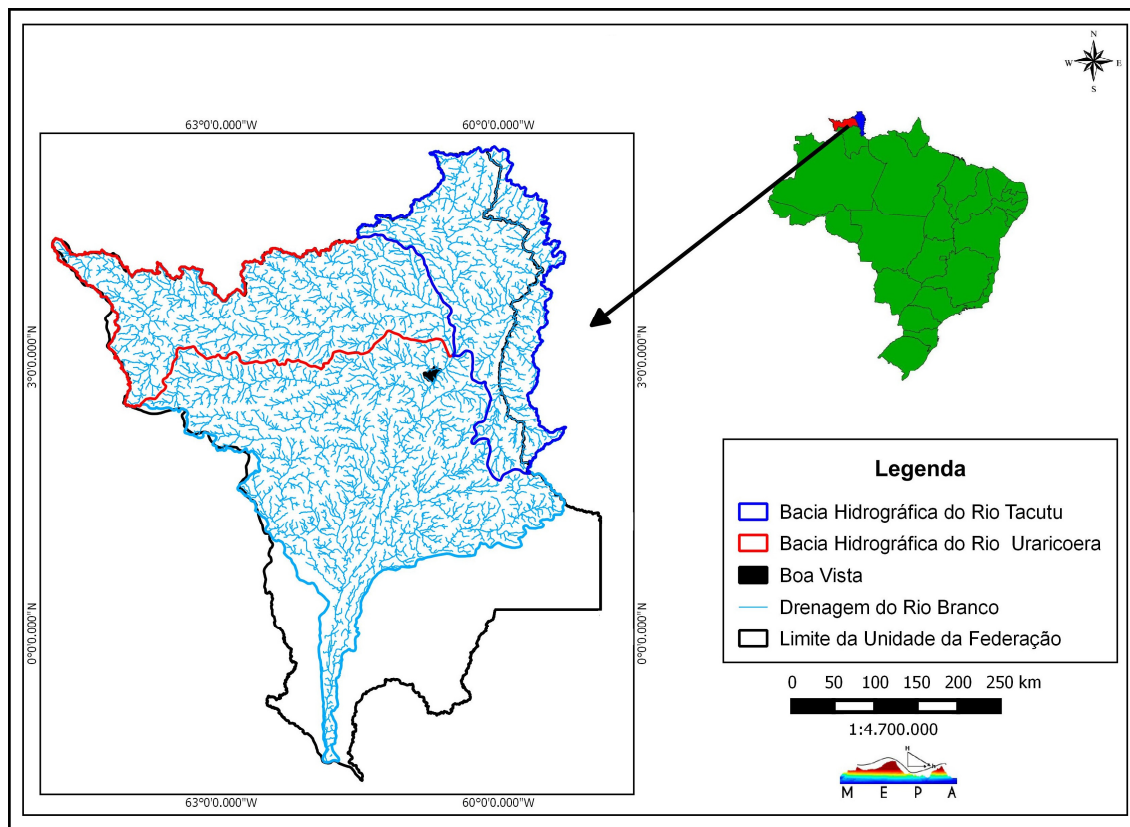 N
W E
S
63°0'0.000"W 60°0'0.000"W
3°0'0.000"N 3°0'0.000"N
0°0'0.000"N 0°0'0.000"N
63°0'0.000"W 60°0'0.000"W
Legenda
Bacia Hidrográfica do Rio Tacutu
Bacia Hidrográfica do Rio Uraricoera
Boa Vista
Drenagem do Rio Branco
Limite da Unidade da Federação
0 50 100 150 200 250 km
1:4.700.000
H
M E P A